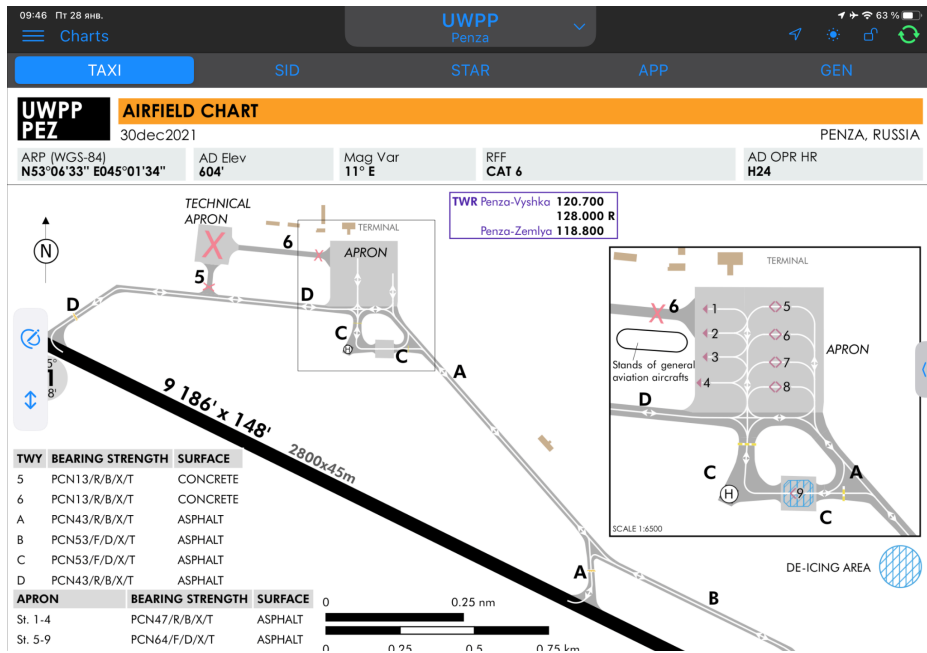 09:46 Пт 28 янв.
63 %
Charts
UWPP
Penza
TAXI SID STAR APP GEN
UWPP
PEZ
AIRFIELD CHART
30dec2021
PENZA, RUSSIA
ARP (WGS-84) AD Elev Mag Var RFF AD OPR HR
N53°06'33" E045°01'34" 604' 11° E CAT 6 H24
TWR Penza-Vyshka 120.700
128.000 R
Penza-Zemlya 118.800
TECHNICAL
APRON
6
TERMINAL
APRON
N
5
D
D
C
H
C
A
9 186' x 148'
2800x45m
A
B
TERMINAL
6
1
2
3
4
5
6
7
8
APRON
Stands of general
aviation aircrafts
D
C
A
H
9
C
SCALE 1:6500
DE-ICING AREA
TWY BEARING STRENGTH SURFACE
5 PCN13/R/B/X/T CONCRETE
6 PCN13/R/B/X/T CONCRETE
A PCN43/R/B/X/T ASPHALT
B PCN53/F/D/X/T ASPHALT
C PCN53/F/D/X/T ASPHALT
D PCN43/R/B/X/T ASPHALT
APRON BEARING STRENGTH SURFACE
St. 1-4 PCN47/R/B/X/T ASPHALT
St. 5-9 PCN64/F/D/X/T ASPHALT
0 0.25 nm
0 0.25 0.5 0.75 km